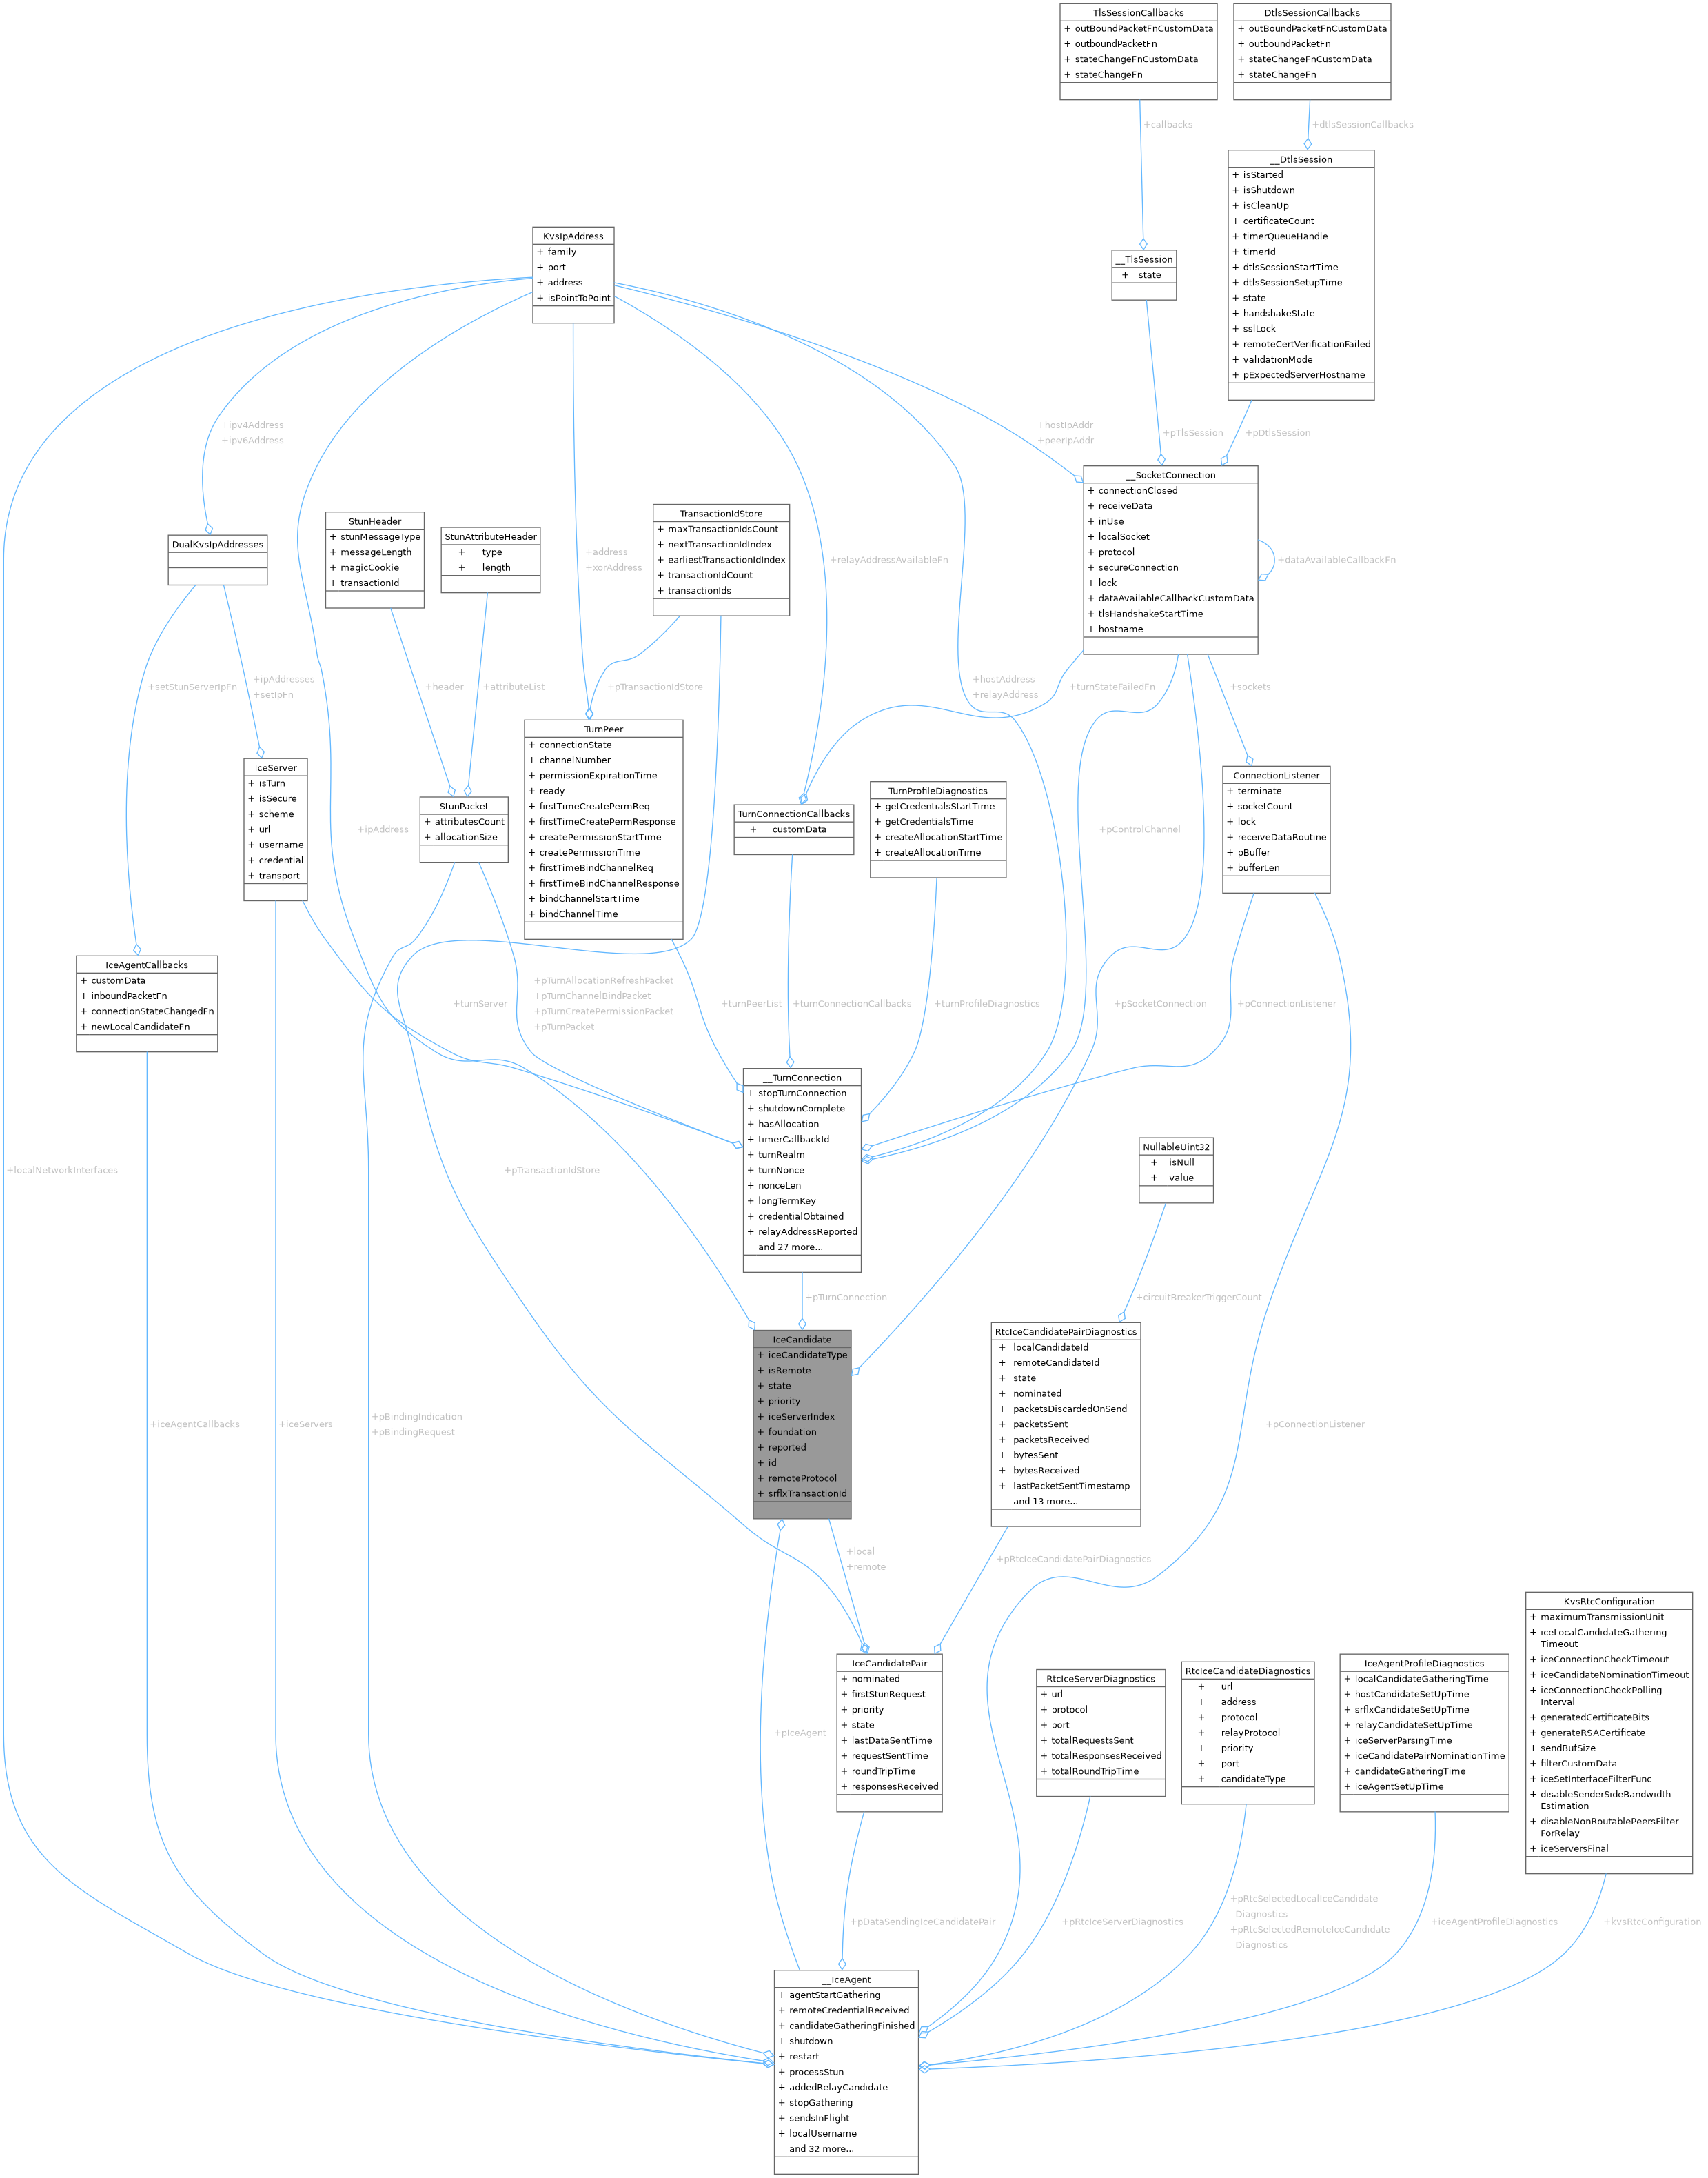 TlsSessionCallbacks
+ outBoundPacketFnCustomData
+ outboundPacketFn
+ stateChangeFnCustomData
+ stateChangeFn
DtlsSessionCallbacks
+ outBoundPacketFnCustomData
+ outboundPacketFn
+ stateChangeFnCustomData
+ stateChangeFn
+callbacks
+dtlsSessionCallbacks
__DtlsSession
+ isStarted
+ isShutdown
+ isCleanUp
+ certificateCount
+ timerQueueHandle
+ timerId
+ dtlsSessionStartTime
+ dtlsSessionSetupTime
+ state
+ handshakeState
+ sslLock
+ remoteCertVerificationFailed
+ validationMode
+ pExpectedServerHostname
KvsIpAddress
+ family
+ port
+ address
+ isPointToPoint
__TlsSession
+ state
+ipv4Address
+ipv6Address
+hostIpAddr
+peerIpAddr
+pTlsSession
+pDtlsSession
__SocketConnection
+ connectionClosed
+ receiveData
+ inUse
+ localSocket
+ protocol
+ secureConnection
+ lock
+ dataAvailableCallbackCustomData
+ tlsHandshakeStartTime
+ hostname
+dataAvailableCallbackFn
DualKvsIpAddresses
StunHeader
+ stunMessageType
+ messageLength
+ magicCookie
+ transactionId
StunAttributeHeader
+ type
+ length
+address
+xorAddress
TransactionIdStore
+ maxTransactionIdsCount
+ nextTransactionIdIndex
+ earliestTransactionIdIndex
+ transactionIdCount
+ transactionIds
+relayAddressAvailableFn
+setStunServerIpFn
+ipAddresses
+setIpFn
+header
+attributeList
+pTransactionIdStore
+hostAddress
+relayAddress
+turnStateFailedFn
+sockets
IceServer
+ isTurn
+ isSecure
+ scheme
+ url
+ username
+ credential
+ transport
+ipAddress
StunPacket
+ attributesCount
+ allocationSize
TurnPeer
+ connectionState
+ channelNumber
+ permissionExpirationTime
+ ready
+ firstTimeCreatePermReq
+ firstTimeCreatePermResponse
+ createPermissionStartTime
+ createPermissionTime
+ firstTimeBindChannelReq
+ firstTimeBindChannelResponse
+ bindChannelStartTime
+ bindChannelTime
TurnConnectionCallbacks
+ customData
TurnProfileDiagnostics
+ getCredentialsStartTime
+ getCredentialsTime
+ createAllocationStartTime
+ createAllocationTime
+pControlChannel
ConnectionListener
+ terminate
+ socketCount
+ lock
+ receiveDataRoutine
+ pBuffer
+ bufferLen
IceAgentCallbacks
+ customData
+ inboundPacketFn
+ connectionStateChangedFn
+ newLocalCandidateFn
+turnServer
+pTurnAllocationRefreshPacket
+pTurnChannelBindPacket
+pTurnCreatePermissionPacket
+pTurnPacket
+turnPeerList
+turnConnectionCallbacks
+turnProfileDiagnostics
+pSocketConnection
+pConnectionListener
__TurnConnection
+ stopTurnConnection
+ shutdownComplete
+ hasAllocation
+ timerCallbackId
+ turnRealm
+ turnNonce
+ nonceLen
+ longTermKey
+ credentialObtained
+ relayAddressReported
and 27 more...
+localNetworkInterfaces
+pTransactionIdStore
NullableUint32
+ isNull
+ value
+pTurnConnection
+circuitBreakerTriggerCount
IceCandidate
+ iceCandidateType
+ isRemote
+ state
+ priority
+ iceServerIndex
+ foundation
+ reported
+ id
+ remoteProtocol
+ srflxTransactionId
RtcIceCandidatePairDiagnostics
+ localCandidateId
+ remoteCandidateId
+ state
+ nominated
+ packetsDiscardedOnSend
+ packetsSent
+ packetsReceived
+ bytesSent
+ bytesReceived
+ lastPacketSentTimestamp
and 13 more...
+iceAgentCallbacks
+iceServers
+pBindingIndication
+pBindingRequest
+pConnectionListener
+local
+remote
+pRtcIceCandidatePairDiagnostics
IceCandidatePair
+ nominated
+ firstStunRequest
+ priority
+ state
+ lastDataSentTime
+ requestSentTime
+ roundTripTime
+ responsesReceived
+pIceAgent
RtcIceServerDiagnostics
+ url
+ protocol
+ port
+ totalRequestsSent
+ totalResponsesReceived
+ totalRoundTripTime
RtcIceCandidateDiagnostics
+ url
+ address
+ protocol
+ relayProtocol
+ priority
+ port
+ candidateType
IceAgentProfileDiagnostics
+ localCandidateGatheringTime
+ hostCandidateSetUpTime
+ srflxCandidateSetUpTime
+ relayCandidateSetUpTime
+ iceServerParsingTime
+ iceCandidatePairNominationTime
+ candidateGatheringTime
+ iceAgentSetUpTime
KvsRtcConfiguration
+ maximumTransmissionUnit
+ iceLocalCandidateGathering
Timeout
+ iceConnectionCheckTimeout
+ iceCandidateNominationTimeout
+ iceConnectionCheckPolling
Interval
+ generatedCertificateBits
+ generateRSACertificate
+ sendBufSize
+ filterCustomData
+ iceSetInterfaceFilterFunc
+ disableSenderSideBandwidth
Estimation
+ disableNonRoutablePeersFilter
ForRelay
+ iceServersFinal
+pDataSendingIceCandidatePair
+pRtcIceServerDiagnostics
+pRtcSelectedLocalIceCandidate
Diagnostics
+pRtcSelectedRemoteIceCandidate
Diagnostics
+iceAgentProfileDiagnostics
+kvsRtcConfiguration
__IceAgent
+ agentStartGathering
+ remoteCredentialReceived
+ candidateGatheringFinished
+ shutdown
+ restart
+ processStun
+ addedRelayCandidate
+ stopGathering
+ sendsInFlight
+ localUsername
and 32 more...